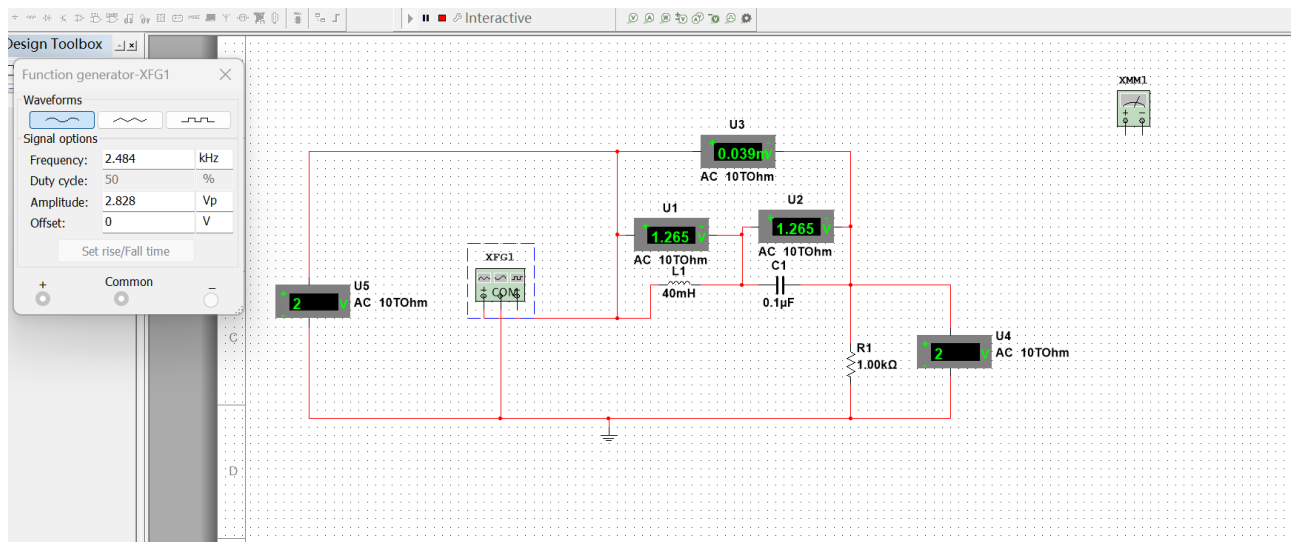 Interactive
Design Toolbox
Function generator-XFG1
Waveforms
Signal options
Frequency: 2.484 kHz
Duty cycle: 50 %
Amplitude: 2.828 Vp
Offset: 0 V
Set rise/Fall time
+ Common −
XMM1
+ −
U3
0.039m
AC 10TOhm
U1
1.265 V
AC 10TOhm
U2
1.265 V
AC 10TOhm
L1
40mH
C1
0.1µF
XFG1
COM
U5
2 V
AC 10TOhm
R1
1.00kΩ
U4
2 V
AC 10TOhm
C
D